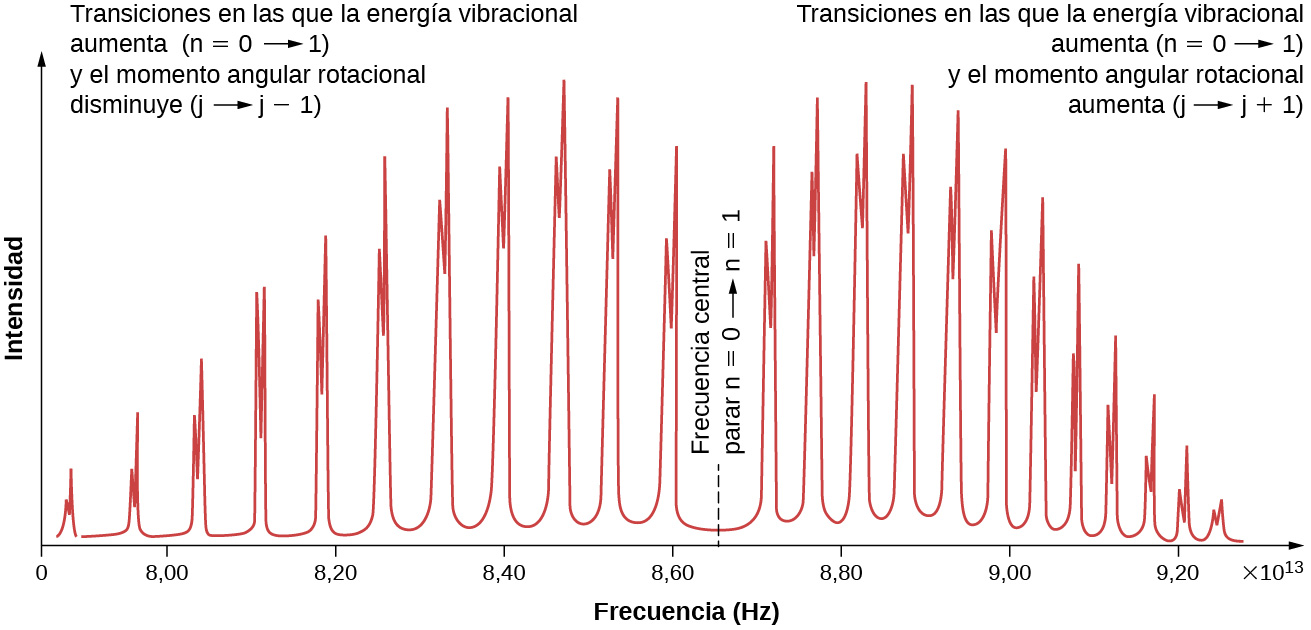 Transiciones en las que la energía vibracional
aumenta (n = 0 → 1)
y el momento angular rotacional
disminuye (j → j − 1)
Transiciones en las que la energía vibracional
aumenta (n = 0 → 1)
y el momento angular rotacional
aumenta (j → j + 1)
Intensidad
Frecuencia central
parar n = 0 → n = 1
0
8,00
8,20
8,40
8,60
8,80
9,00
9,20
×10¹³
Frecuencia (Hz)